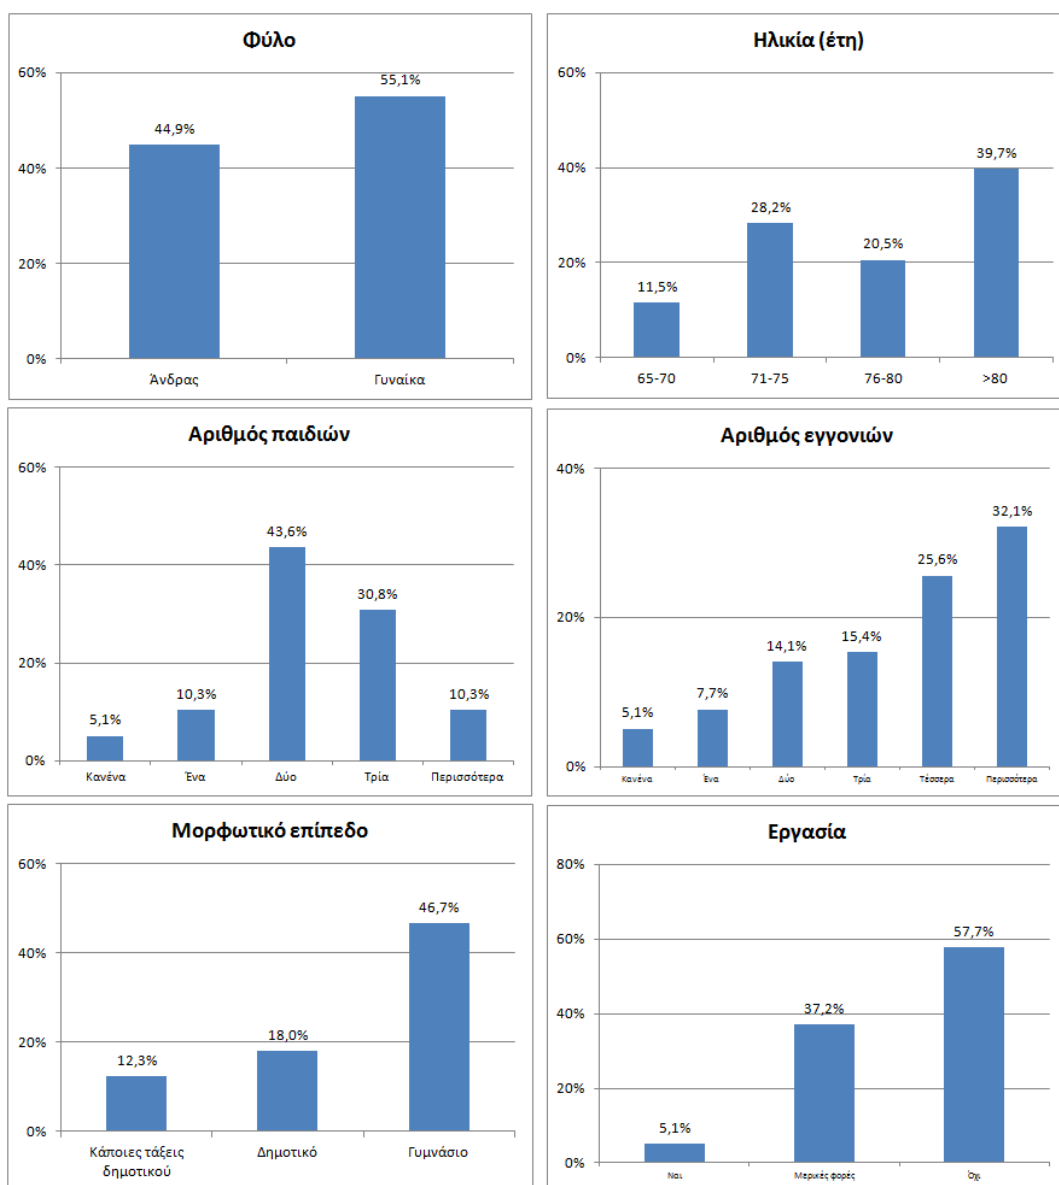 Φύλο
60%
40%
20%
0%
44,9%
55,1%
Άνδρας
Γυναίκα
Ηλικία (έτη)
60%
40%
20%
0%
11,5%
28,2%
20,5%
39,7%
65-70
71-75
76-80
>80
Αριθμός παιδιών
60%
40%
20%
0%
5,1%
10,3%
43,6%
30,8%
10,3%
Κανένα
Ένα
Δύο
Τρία
Περισσότερα
Αριθμός εγγονιών
40%
20%
0%
5,1%
7,7%
14,1%
15,4%
25,6%
32,1%
Κανένα
Ένα
Δύο
Τρία
Τέσσερα
Περισσότερα
Μορφωτικό επίπεδο
60%
40%
20%
0%
12,3%
18,0%
46,7%
Κάποιες τάξεις
δημοτικού
Δημοτικό
Γυμνάσιο
Εργασία
80%
60%
40%
20%
0%
5,1%
37,2%
57,7%
Ναι
Μερικές φορές
Όχι